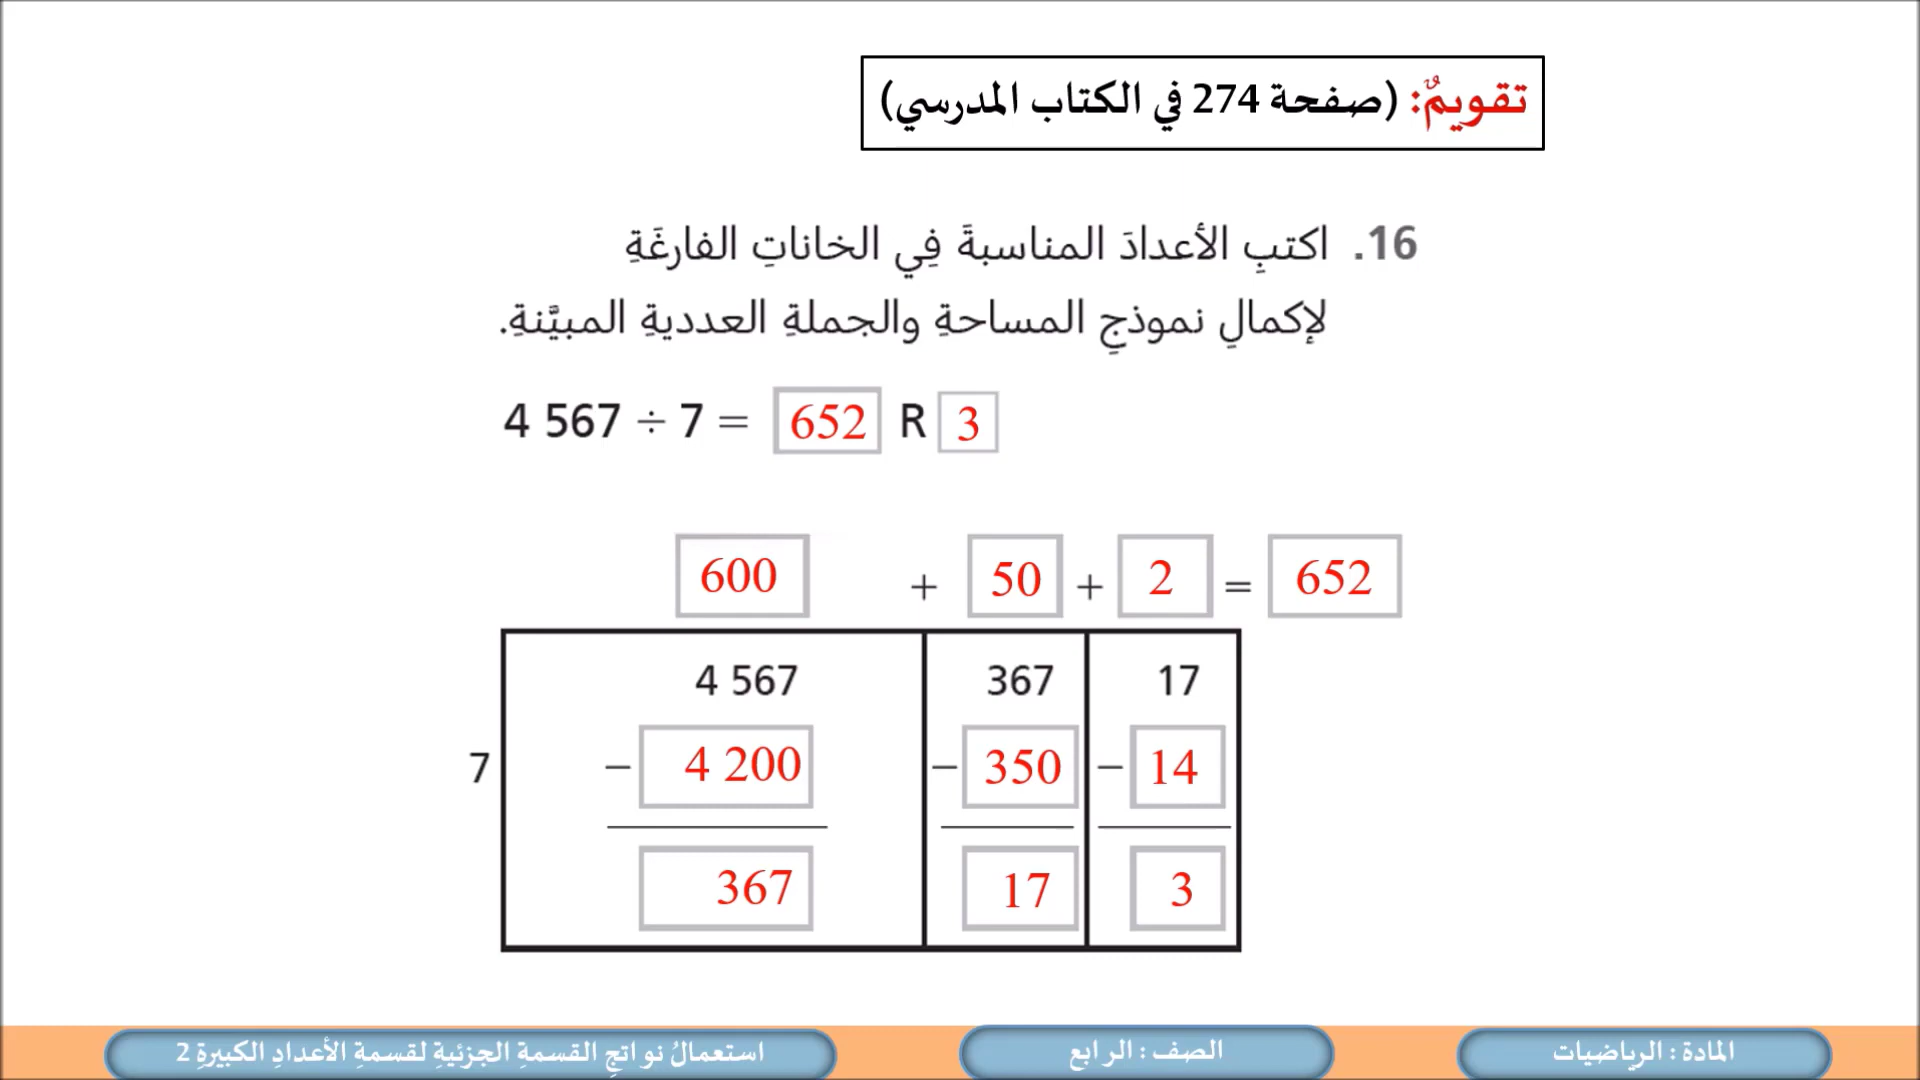 تقويمٌ: (صفحة 274 في الكتاب المدرسي)
16. اكتبِ الأعدادَ المناسبةَ فِي الخاناتِ الفارغَةِ
لإكمالِ نموذجِ المساحةِ والجملةِ العدديةِ المبيَّنةِ.
4 567 ÷ 7 = 652 R 3
600 + 50 + 2 = 652
4 567 367 17
7 − 4 200 − 350 − 14
367 17 3
المادة : الرياضيات
الصف : الرابع
استعمالُ نواتجِ القسمةِ الجزئيةِ لقسمةِ الأعدادِ الكبيرةِ 2